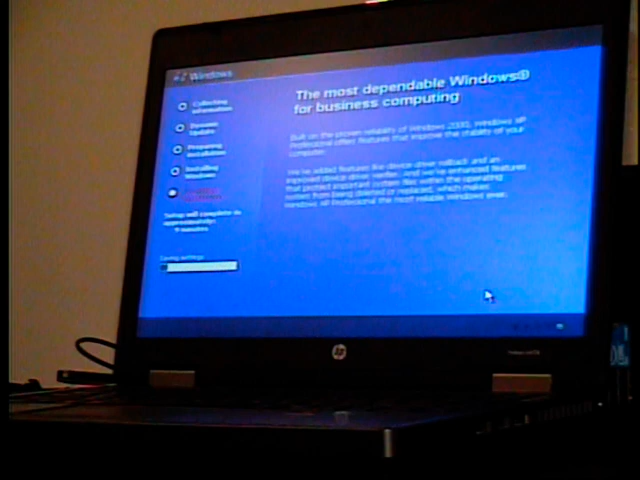 Windows
The most dependable Windows®
for business computing
Collecting
information
Dynamic
Update
Preparing
installation
Installing
Windows
Setup will complete in
approximately:
9 minutes
Saving settings
Built on the proven reliability of Windows 2000, Windows XP
Professional offers features that improve the stability of your
computer.
We've added features like device driver rollback and an
improved device driver verifier. And we've enhanced features
that protect important system files within the operating
system from being deleted or replaced, which makes
Windows XP Professional the most reliable Windows ever.
hp